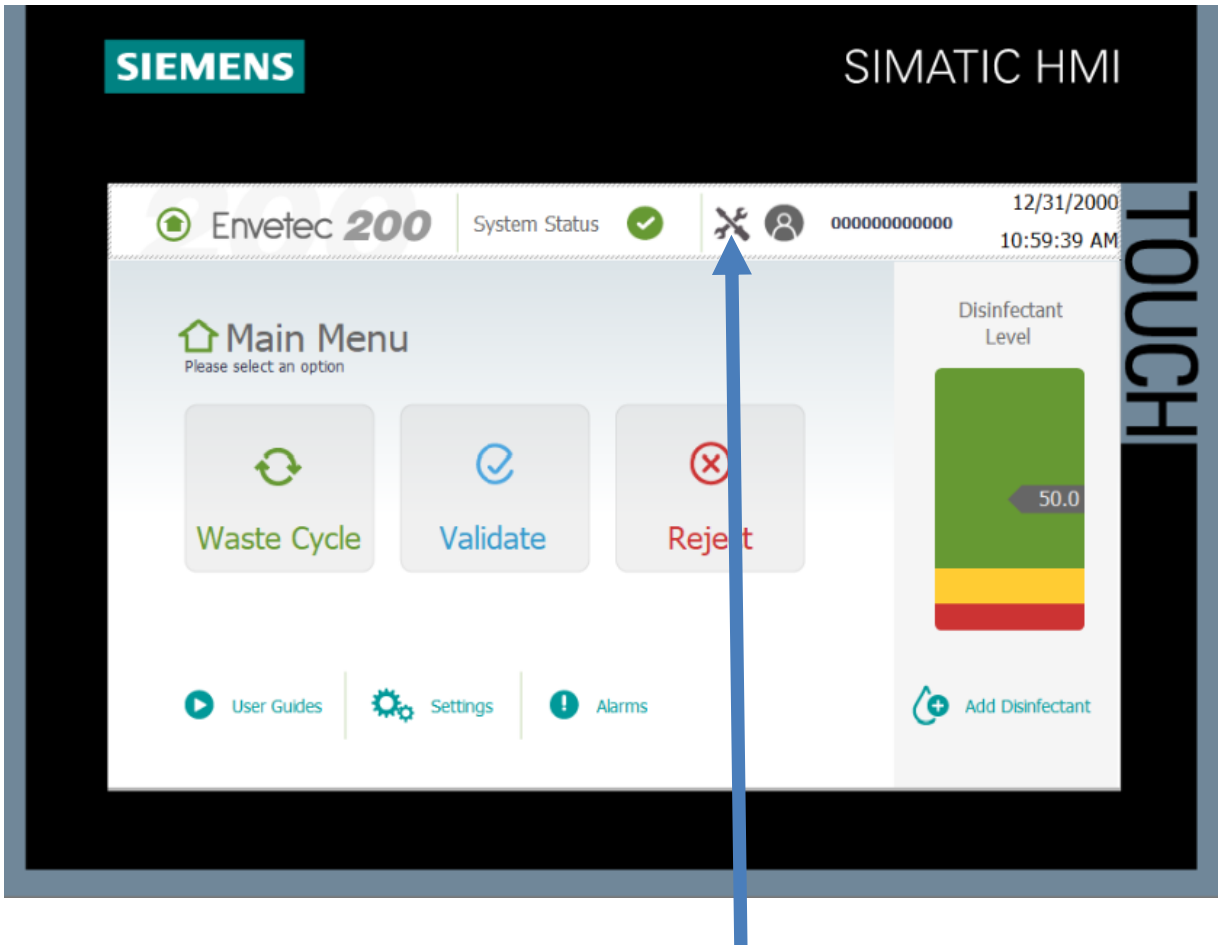 SIEMENS
SIMATIC HMI
TOUCH
200
Envetec 200
System Status
000000000000
12/31/2000
10:59:39 AM
Main Menu
Please select an option
Waste Cycle
Validate
Reject
Disinfectant
Level
50.0
User Guides
Settings
Alarms
Add Disinfectant